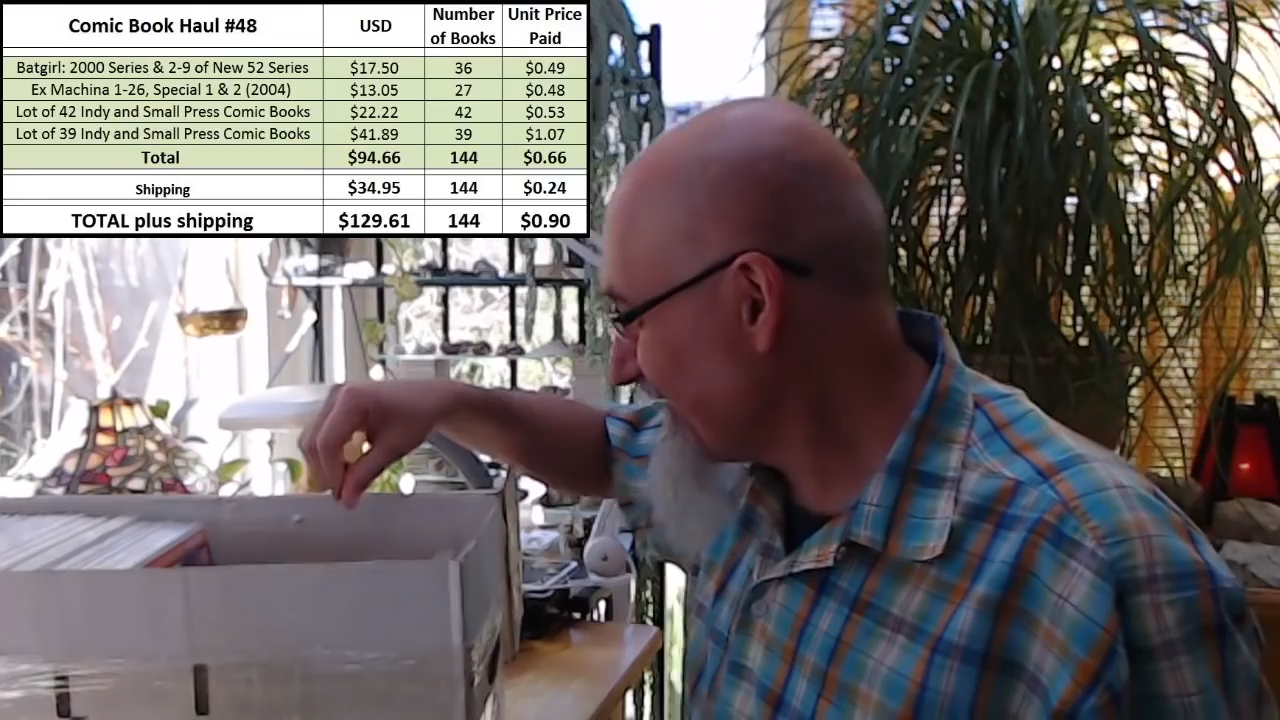 Comic Book Haul #48 USD Number of Books Unit Price Paid
Batgirl: 2000 Series & 2-9 of New 52 Series $17.50 36 $0.49
Ex Machina 1-26, Special 1 & 2 (2004) $13.05 27 $0.48
Lot of 42 Indy and Small Press Comic Books $22.22 42 $0.53
Lot of 39 Indy and Small Press Comic Books $41.89 39 $1.07
Total $94.66 144 $0.66
Shipping $34.95 144 $0.24
TOTAL plus shipping $129.61 144 $0.90